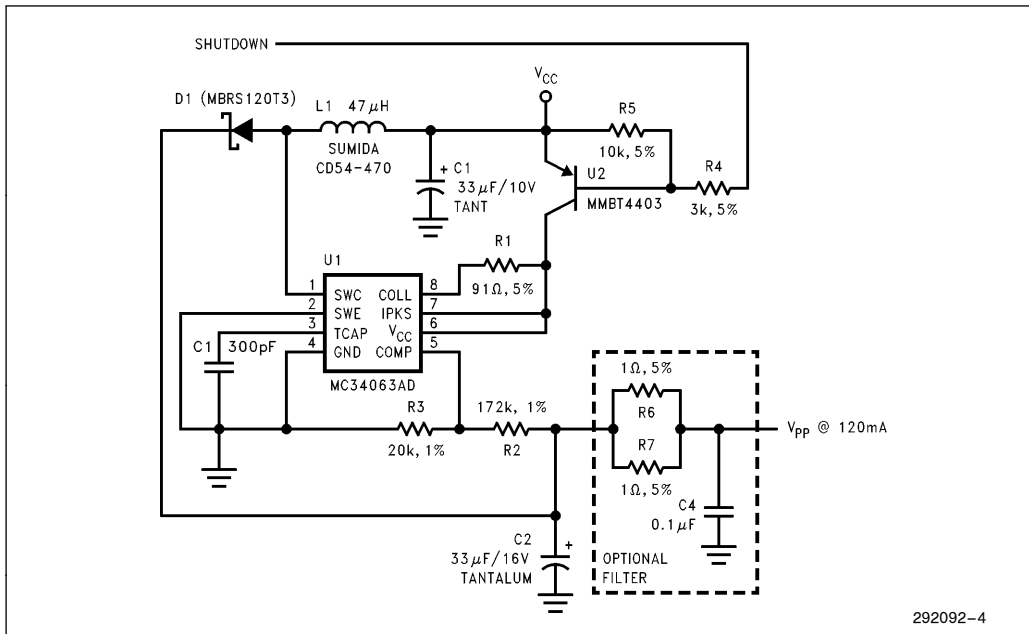 SHUTDOWN
VCC
D1 (MBRS120T3)
L1 47μH
SUMIDA
CD54-470
R5
10k, 5%
R4
3k, 5%
U2
MMBT4403
+ C1
33μF/10V
TANT
R1
91Ω, 5%
U1
1 SWC COLL 8
2 SWE IPKS 7
3 TCAP VCC 6
4 GND COMP 5
MC34063AD
C1 300pF
R3
20k, 1%
172k, 1%
R2
1Ω, 5%
R6
R7
1Ω, 5%
VPP @ 120mA
C4
0.1μF
C2 +
33μF/16V
TANTALUM
OPTIONAL
FILTER
292092-4